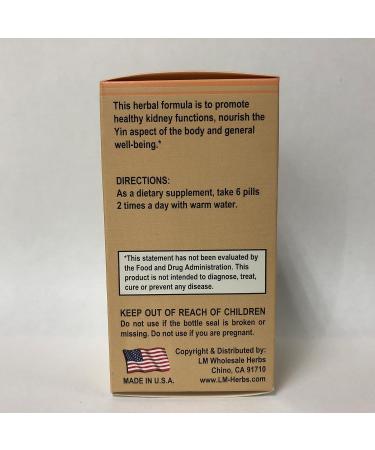 This herbal formula is to promote
healthy kidney functions, nourish the
Yin aspect of the body and general
well-being.*
DIRECTIONS:
As a dietary supplement, take 6 pills
2 times a day with warm water.
*This statement has not been evaluated by
the Food and Drug Administration. This
product is not intended to diagnose, treat,
cure or prevent any disease.
KEEP OUT OF REACH OF CHILDREN
Do not use if the bottle seal is broken or
missing. Do not use if you are pregnant.
Copyright & Distributed by:
LM Wholesale Herbs
Chino, CA 91710
www.LM-Herbs.com
MADE IN U.S.A.